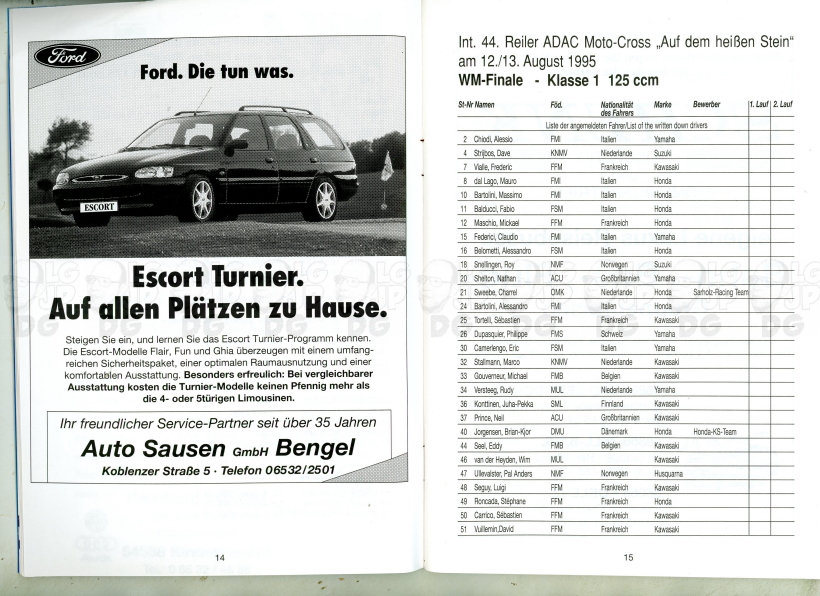 Ford
Ford. Die tun was.
ESCORT
Escort Turnier.
Auf allen Plätzen zu Hause.
Steigen Sie ein, und lernen Sie das Escort Turnier-Programm kennen.
Die Escort-Modelle Flair, Fun und Ghia überzeugen mit einem umfang-
reichen Sicherheitspaket, einer optimalen Raumausnutzung und einer
komfortablen Ausstattung. Besonders erfreulich: Bei vergleichbarer
Ausstattung kosten die Turnier-Modelle keinen Pfennig mehr als
die 4- oder 5türigen Limousinen.
Ihr freundlicher Service-Partner seit über 35 Jahren
Auto Sausen GmbH Bengel
Koblenzer Straße 5 · Telefon 06532/2501
14
Int. 44. Reiler ADAC Moto-Cross „Auf dem heißen Stein“
am 12./13. August 1995
WM-Finale - Klasse 1 125 ccm
St-Nr Namen Föd. Nationalität des Fahrers Marke Bewerber 1. Lauf 2. Lauf
Liste der angemeldeten Fahrer/List of the written down drivers
2 Chiodi, Alessio FMI Italien Yamaha
4 Strijbos, Dave KNMV Niederlande Suzuki
7 Vialle, Frederic FFM Frankreich Kawasaki
8 dal Lago, Mauro FMI Italien Honda
10 Bartolini, Massimo FMI Italien Honda
11 Balducci, Fabio FSM Italien Honda
12 Maschio, Mickael FFM Frankreich Honda
15 Federici, Claudio FMI Italien Yamaha
16 Belometti, Alessandro FSM Italien Honda
18 Snellingen, Roy NMF Norwegen Suzuki
20 Shelton, Nathan ACU Großbritannien Yamaha
21 Sweebe, Charrel OMK Niederlande Honda Sarholz-Racing Team
24 Bartolini, Alessandro FMI Italien Honda
25 Tortelli, Sébastien FFM Frankreich Kawasaki
26 Dupasquier, Philippe FMS Schweiz Yamaha
30 Camerlengo, Eric FSM Italien Yamaha
32 Stallmann, Marco KNMV Niederlande Kawasaki
33 Gouverneur, Michael FMB Belgien Kawasaki
34 Versteeg, Rudy MUL Niederlande Yamaha
36 Konttinen, Juha-Pekka SML Finnland Kawasaki
37 Prince, Neil ACU Großbritannien Kawasaki
40 Jorgensen, Brian-Kjor DMU Dänemark Honda Honda-KS-Team
44 Seel, Eddy FMB Belgien Kawasaki
46 van der Heyden, Wim MUL Kawasaki
47 Ullevalster, Pal Anders NMF Norwegen Husquarna
48 Seguy, Luigi FFM Frankreich Kawasaki
49 Roncada, Stéphane FFM Frankreich Honda
50 Carrico, Sébastien FFM Frankreich Kawasaki
51 Vuillemin,David FFM Frankreich Kawasaki
15